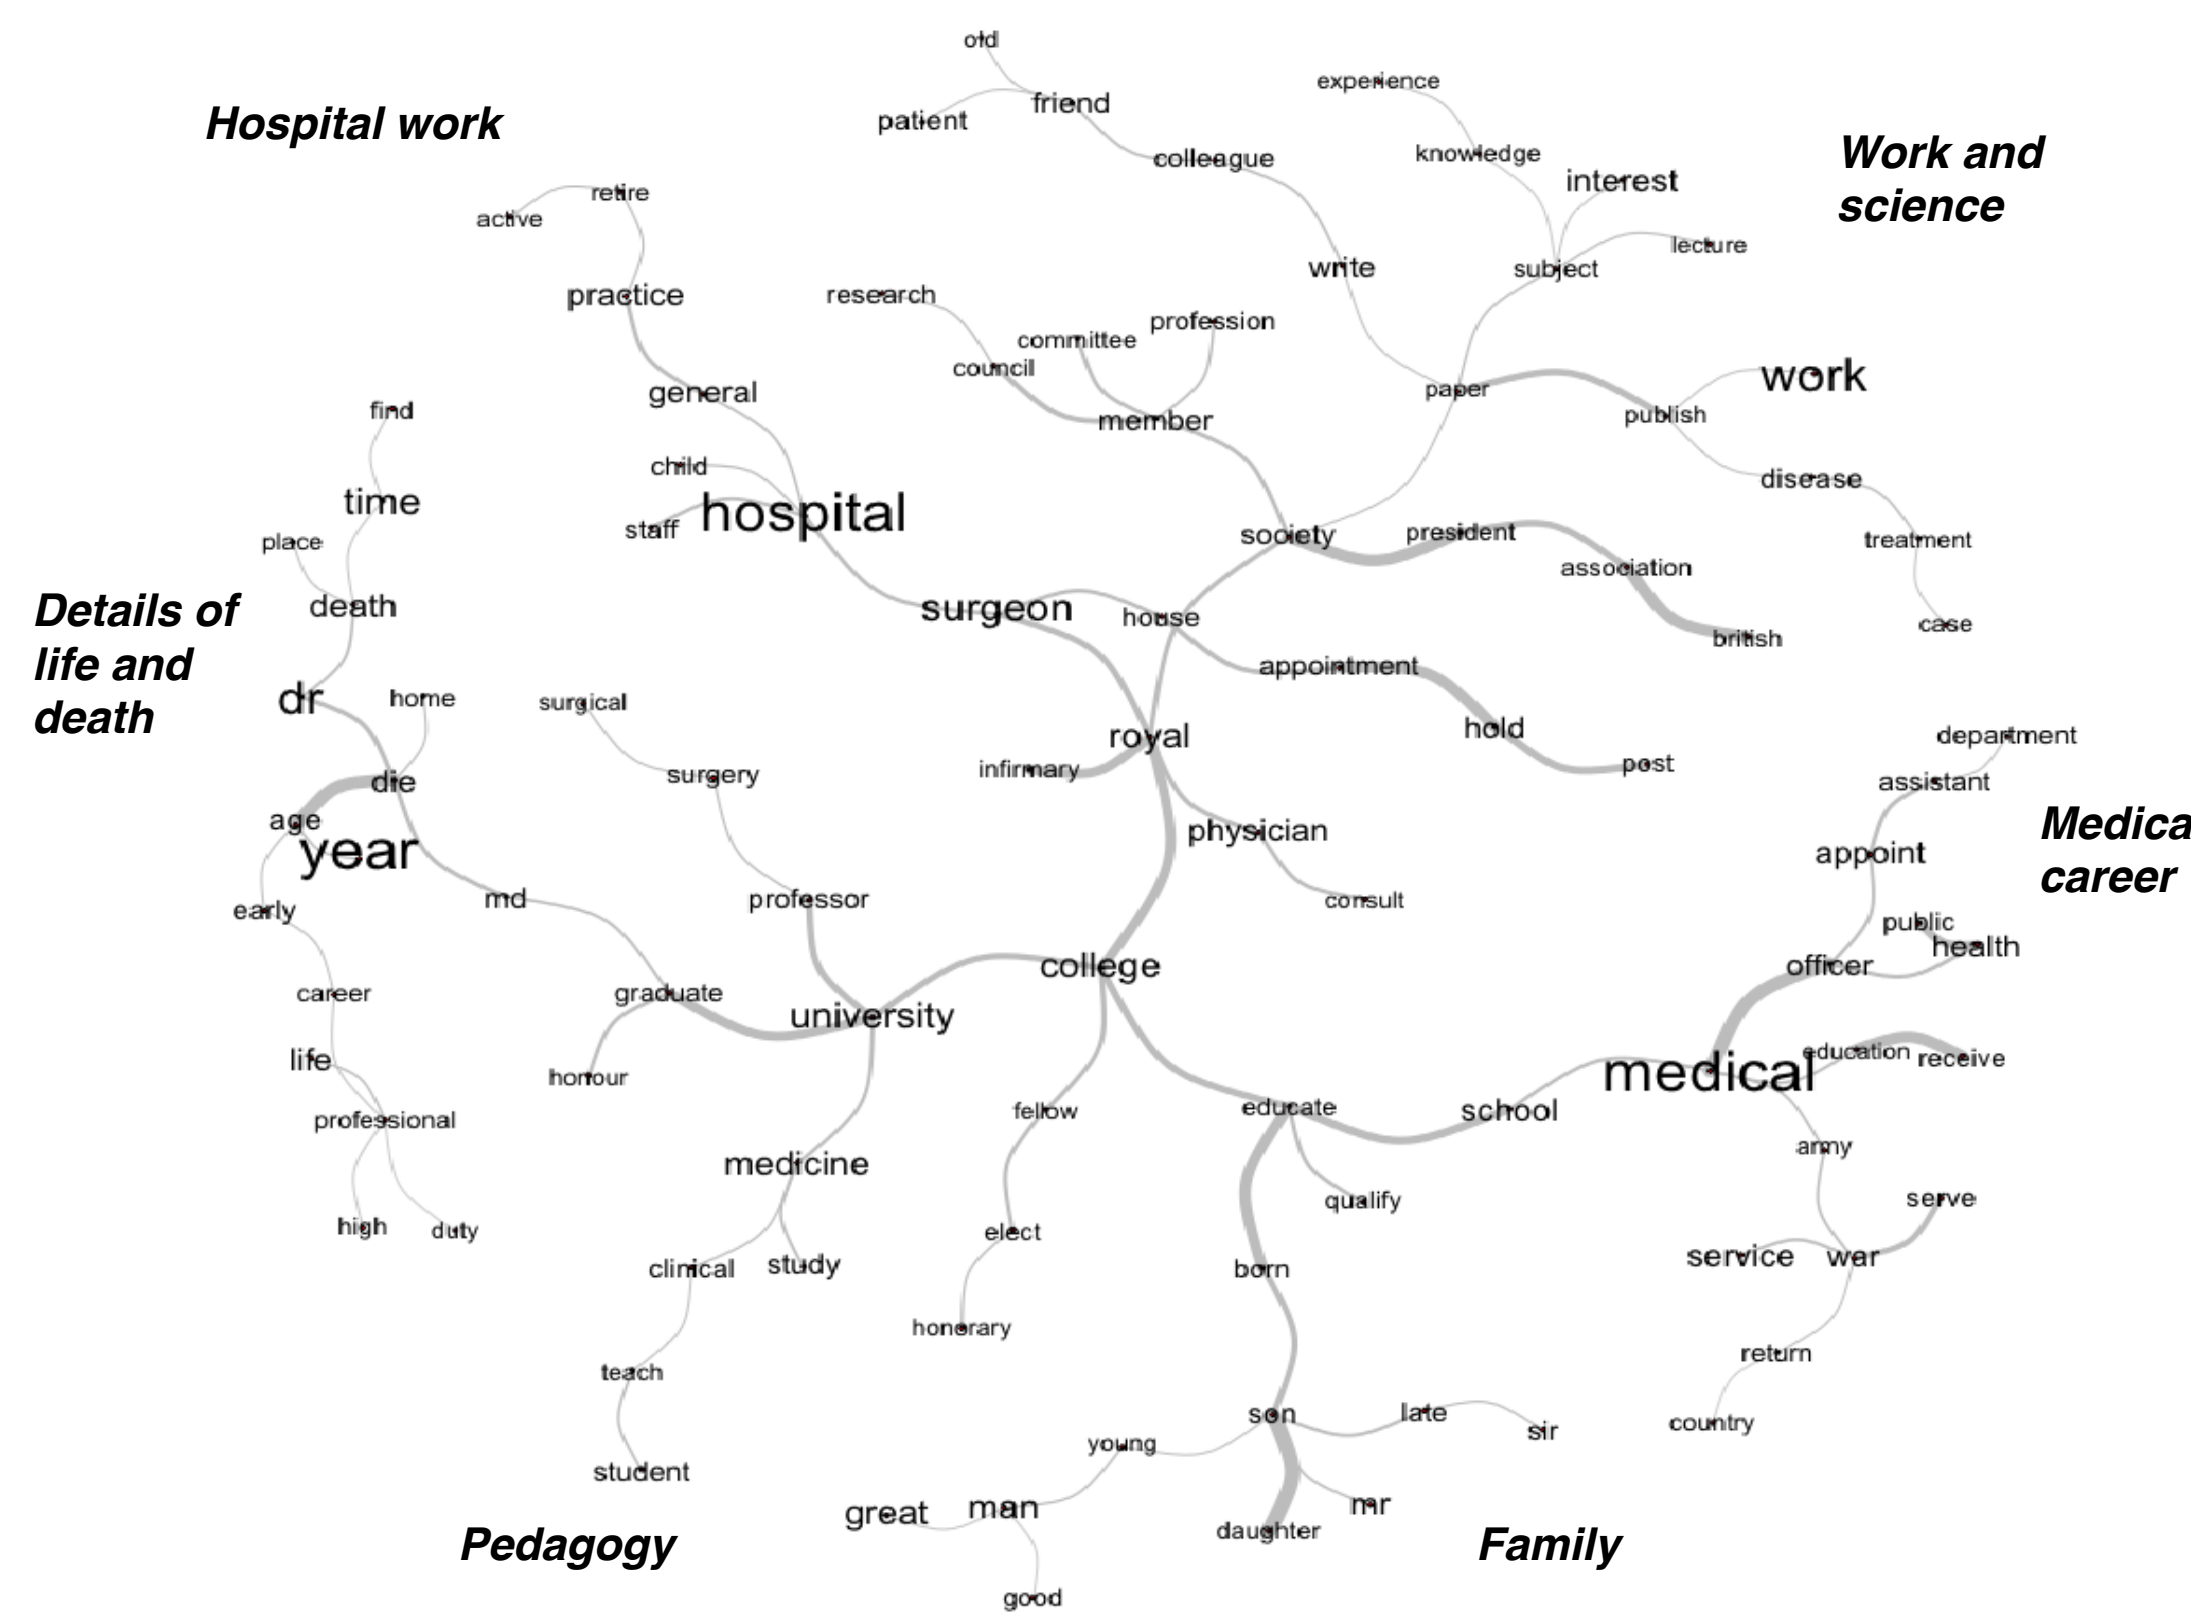 old
experience
Hospital work
friend
patient
colleague
knowledge
Work and
science
interest
retire
active
lecture
write
subject
practice
research
profession
committee
council
work
paper
general
member
publish
find
child
disease
time
hospital
staff
society
president
place
treatment
association
death
surgeon
house
case
british
Details of
life and
death
appointment
dr
home
surgical
hold
royal
department
infirmary
post
surgery
die
assistant
age
physician
Medica
career
year
appoint
md
professor
consult
early
public
health
college
officer
career
graduate
university
education
receive
life
medical
honour
educate
fellow
school
professional
army
medicine
qualify
serve
high
duty
elect
service
war
clinical
study
born
honorary
return
teach
son
late
country
sir
young
student
great
man
mr
daughter
Pedagogy
Family
good